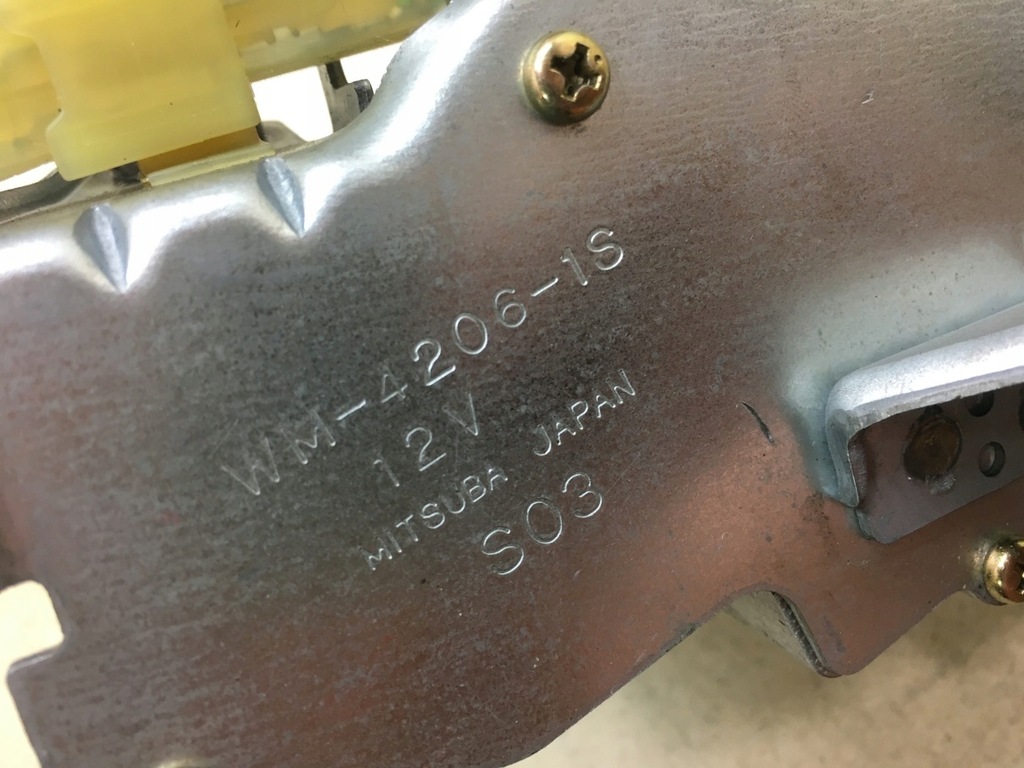 WM-4206-1S
12V
MITSUBA JAPAN
S03